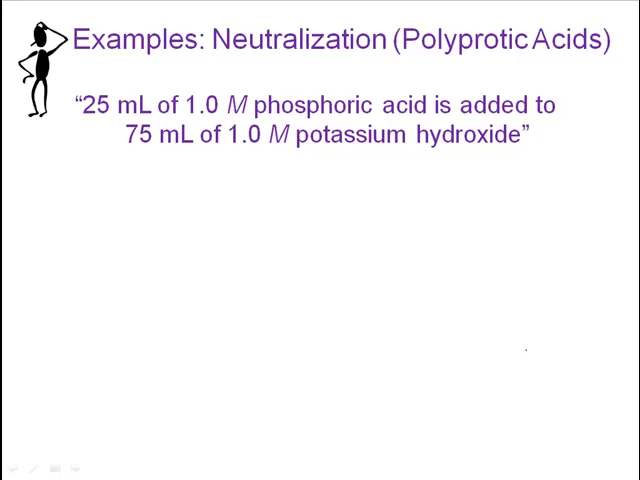 Examples: Neutralization (Polyprotic Acids)
“25 mL of 1.0 M phosphoric acid is added to
75 mL of 1.0 M potassium hydroxide”